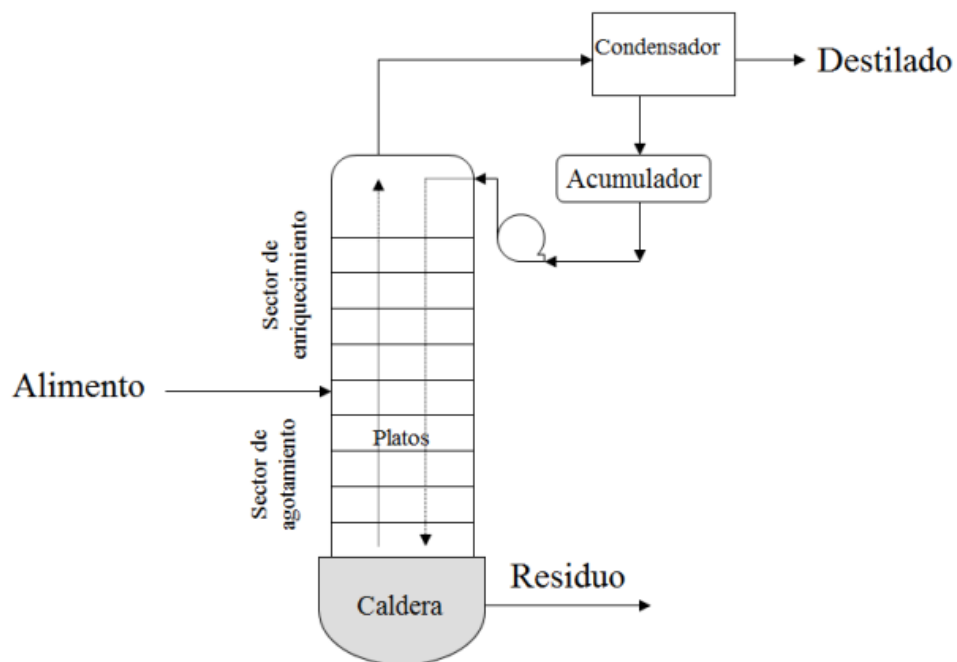 Condensador
Destilado
Acumulador
Sector de
enriquecimiento
Alimento
Platos
Sector de
agotamiento
Residuo
Caldera